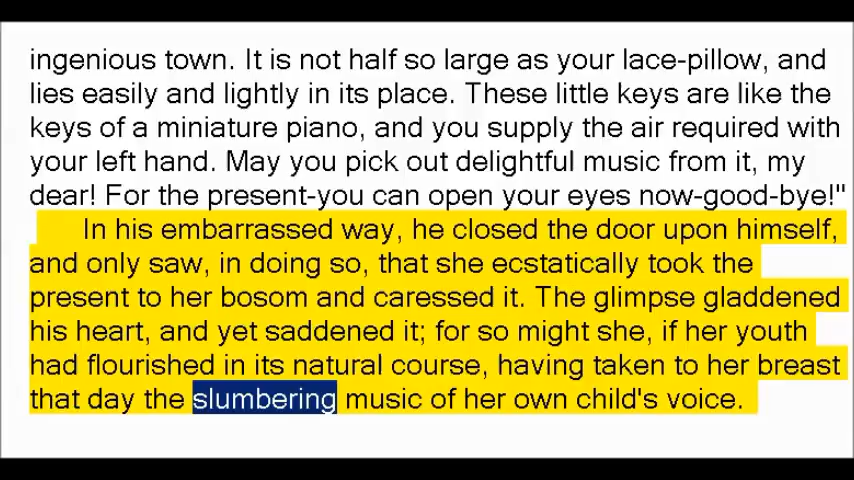 ingenious town. It is not half so large as your lace-pillow, and
lies easily and lightly in its place. These little keys are like the
keys of a miniature piano, and you supply the air required with
your left hand. May you pick out delightful music from it, my
dear! For the present-you can open your eyes now-good-bye!"
In his embarrassed way, he closed the door upon himself,
and only saw, in doing so, that she ecstatically took the
present to her bosom and caressed it. The glimpse gladdened
his heart, and yet saddened it; for so might she, if her youth
had flourished in its natural course, having taken to her breast
that day the slumbering music of her own child's voice.